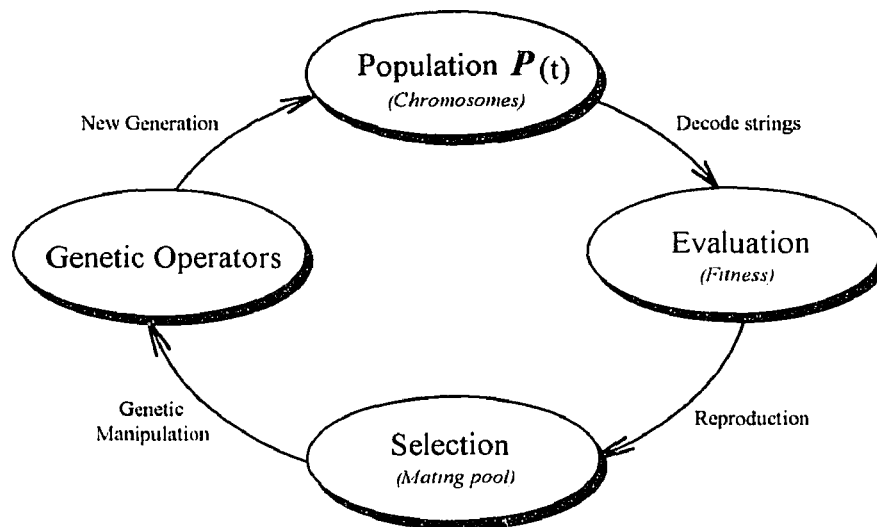 Population P(t)
(Chromosomes)
New Generation
Decode strings
Genetic Operators
Evaluation
(Fitness)
Genetic
Manipulation
Reproduction
Selection
(Mating pool)